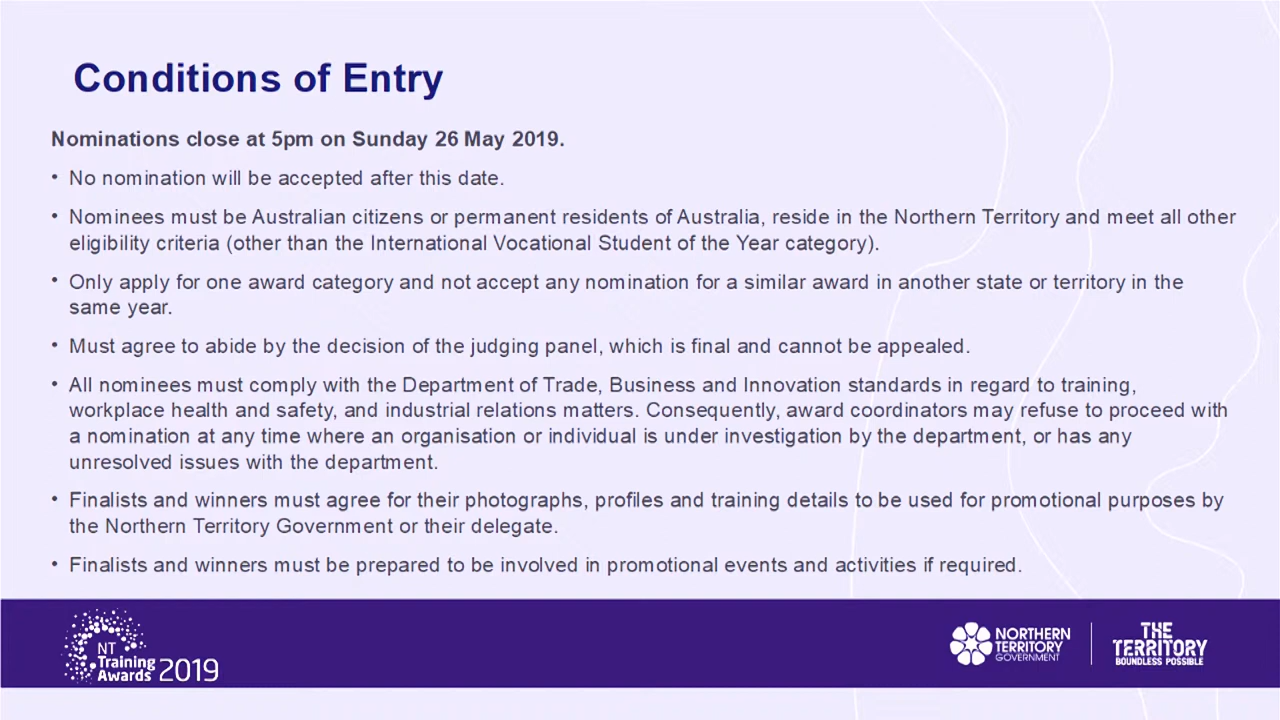 Conditions of Entry
Nominations close at 5pm on Sunday 26 May 2019.
• No nomination will be accepted after this date.
• Nominees must be Australian citizens or permanent residents of Australia, reside in the Northern Territory and meet all other
eligibility criteria (other than the International Vocational Student of the Year category).
• Only apply for one award category and not accept any nomination for a similar award in another state or territory in the
same year.
• Must agree to abide by the decision of the judging panel, which is final and cannot be appealed.
• All nominees must comply with the Department of Trade, Business and Innovation standards in regard to training,
workplace health and safety, and industrial relations matters. Consequently, award coordinators may refuse to proceed with
a nomination at any time where an organisation or individual is under investigation by the department, or has any
unresolved issues with the department.
• Finalists and winners must agree for their photographs, profiles and training details to be used for promotional purposes by
the Northern Territory Government or their delegate.
• Finalists and winners must be prepared to be involved in promotional events and activities if required.
NT
Training
Awards 2019
NORTHERN
TERRITORY
GOVERNMENT
THE
TERRITORY
BOUNDLESS POSSIBLE